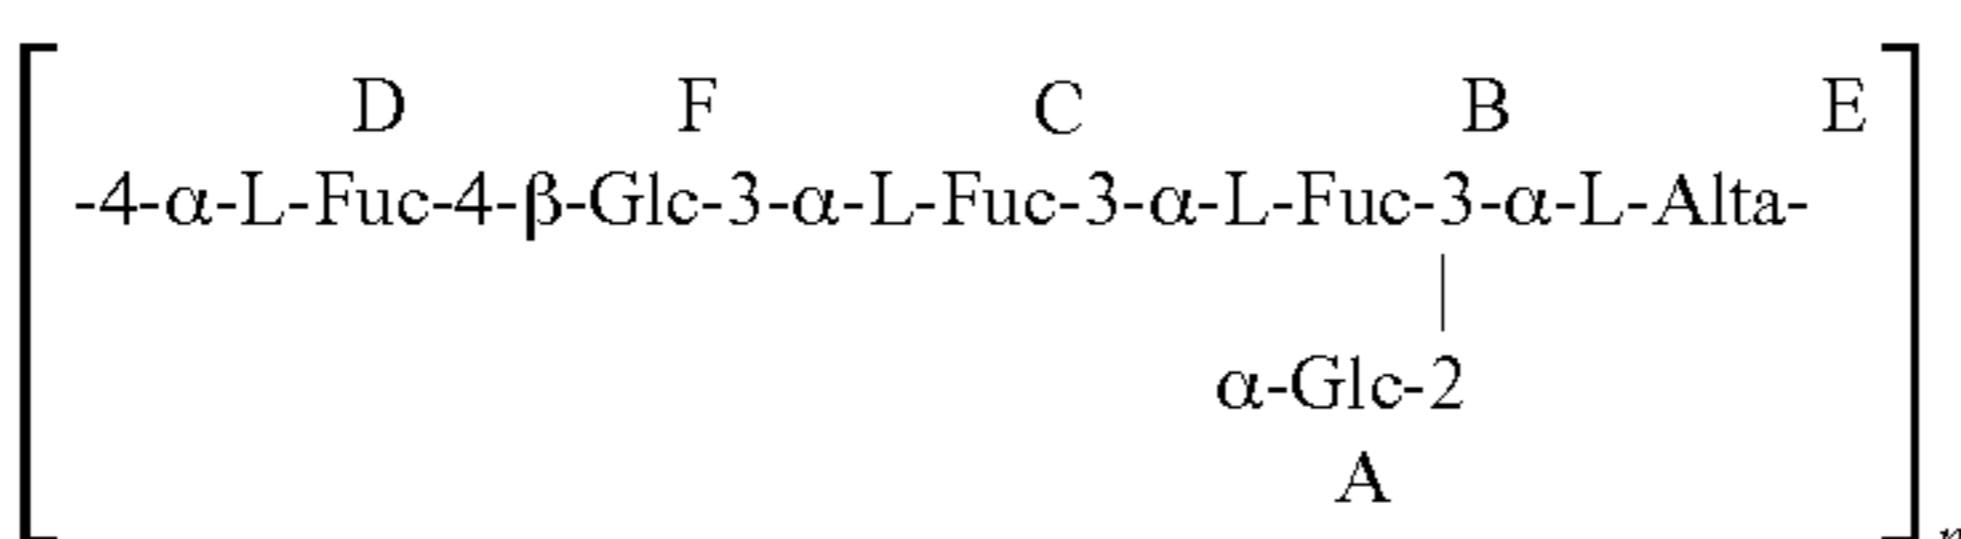 D F C B E
-4-α-L-Fuc-4-β-Glc-3-α-L-Fuc-3-α-L-Fuc-3-α-L-Alta-
α-Glc-2
A